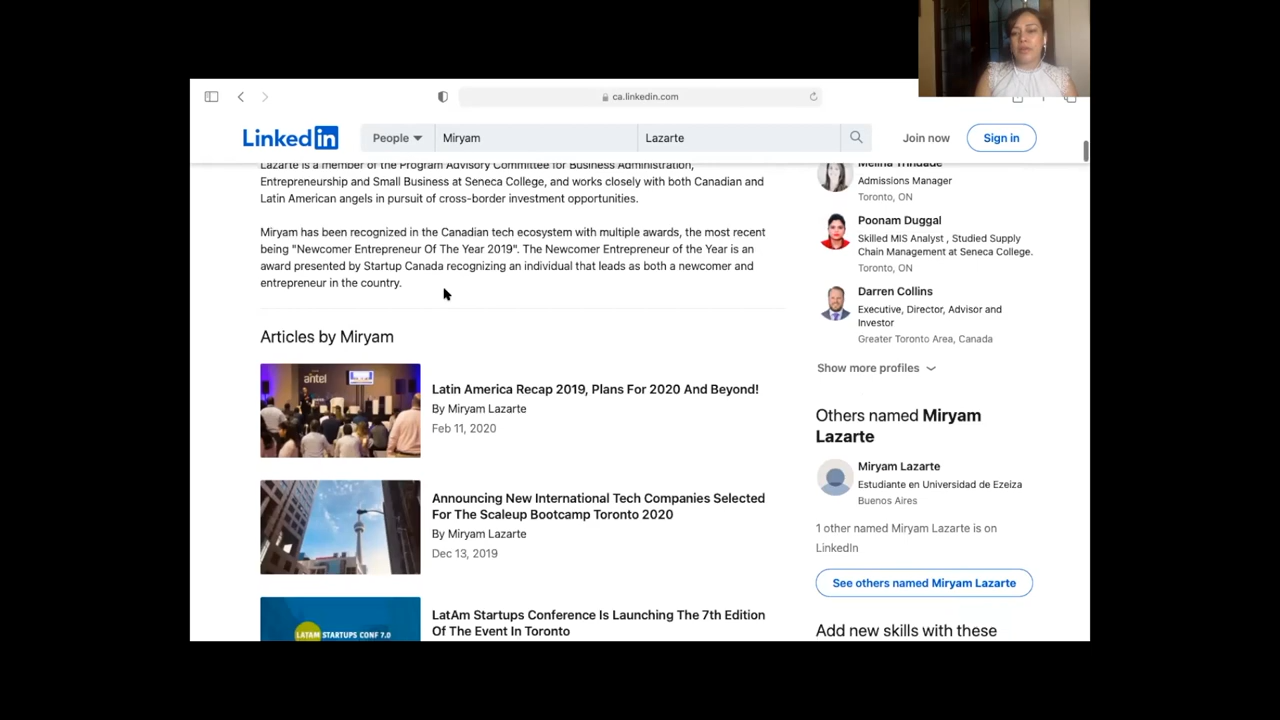 ca.linkedin.com
LinkedIn
People
Miryam
Lazarte
Join now
Sign in
Lazarte is a member of the Program Advisory Committee for Business Administration,
Entrepreneurship and Small Business at Seneca College, and works closely with both Canadian and
Latin American angels in pursuit of cross-border investment opportunities.
Miryam has been recognized in the Canadian tech ecosystem with multiple awards, the most recent
being "Newcomer Entrepreneur Of The Year 2019". The Newcomer Entrepreneur of the Year is an
award presented by Startup Canada recognizing an individual that leads as both a newcomer and
entrepreneur in the country.
Articles by Miryam
antel
Latin America Recap 2019, Plans For 2020 And Beyond!
By Miryam Lazarte
Feb 11, 2020
Announcing New International Tech Companies Selected
For The Scaleup Bootcamp Toronto 2020
By Miryam Lazarte
Dec 13, 2019
LATAM STARTUPS CONF 7.0
LatAm Startups Conference Is Launching The 7th Edition
Of The Event In Toronto
Melina Trindade
Admissions Manager
Toronto, ON
Poonam Duggal
Skilled MIS Analyst , Studied Supply
Chain Management at Seneca College.
Toronto, ON
Darren Collins
Executive, Director, Advisor and
Investor
Greater Toronto Area, Canada
Show more profiles
Others named Miryam
Lazarte
Miryam Lazarte
Estudiante en Universidad de Ezeiza
Buenos Aires
1 other named Miryam Lazarte is on
LinkedIn
See others named Miryam Lazarte
Add new skills with these